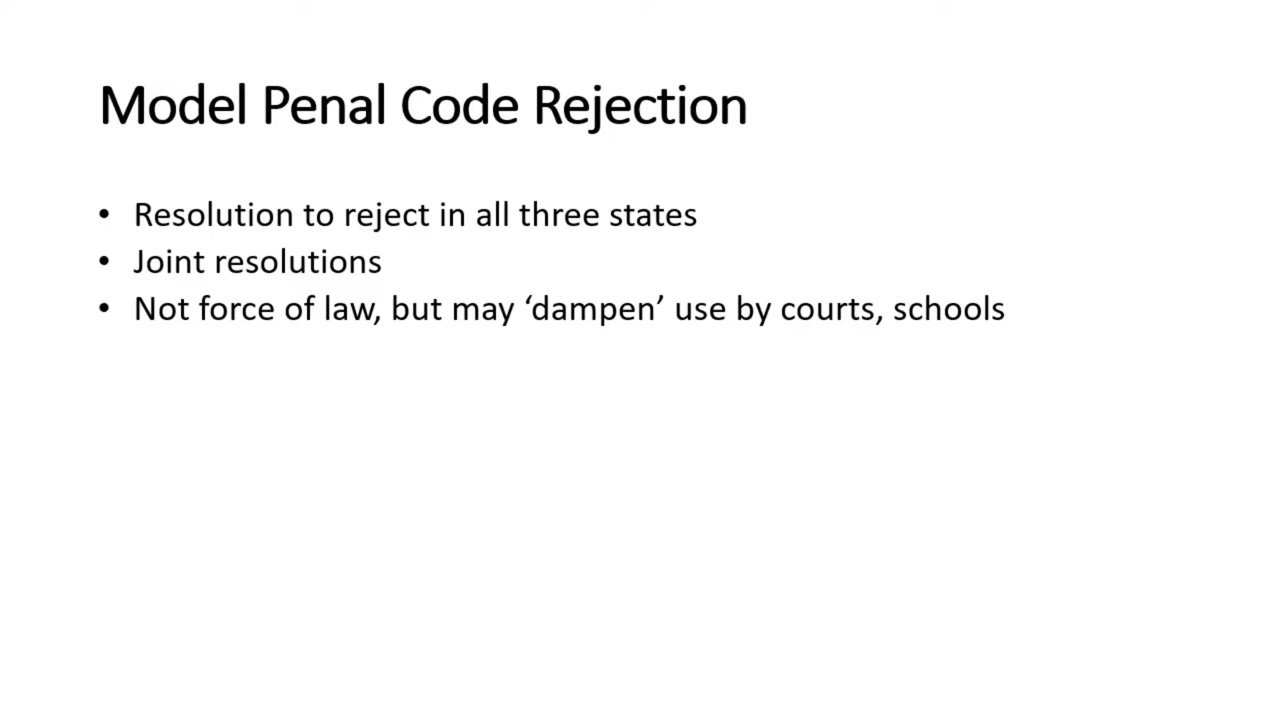 Model Penal Code Rejection
• Resolution to reject in all three states
• Joint resolutions
• Not force of law, but may ‘dampen’ use by courts, schools